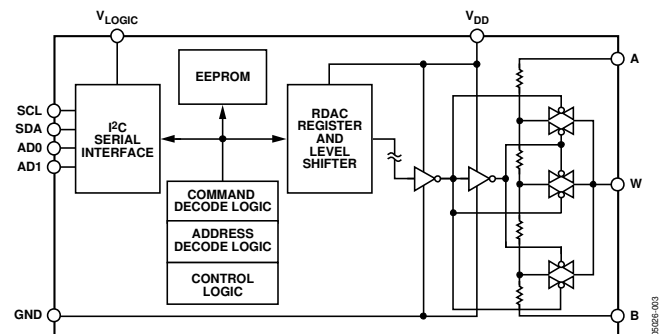 VLOGIC
VDD
A
EEPROM
SCL
SDA
AD0
AD1
I2C
SERIAL
INTERFACE
RDAC
REGISTER
AND
LEVEL
SHIFTER
COMMAND
DECODE LOGIC
ADDRESS
DECODE LOGIC
CONTROL
LOGIC
W
GND
B
05026-003